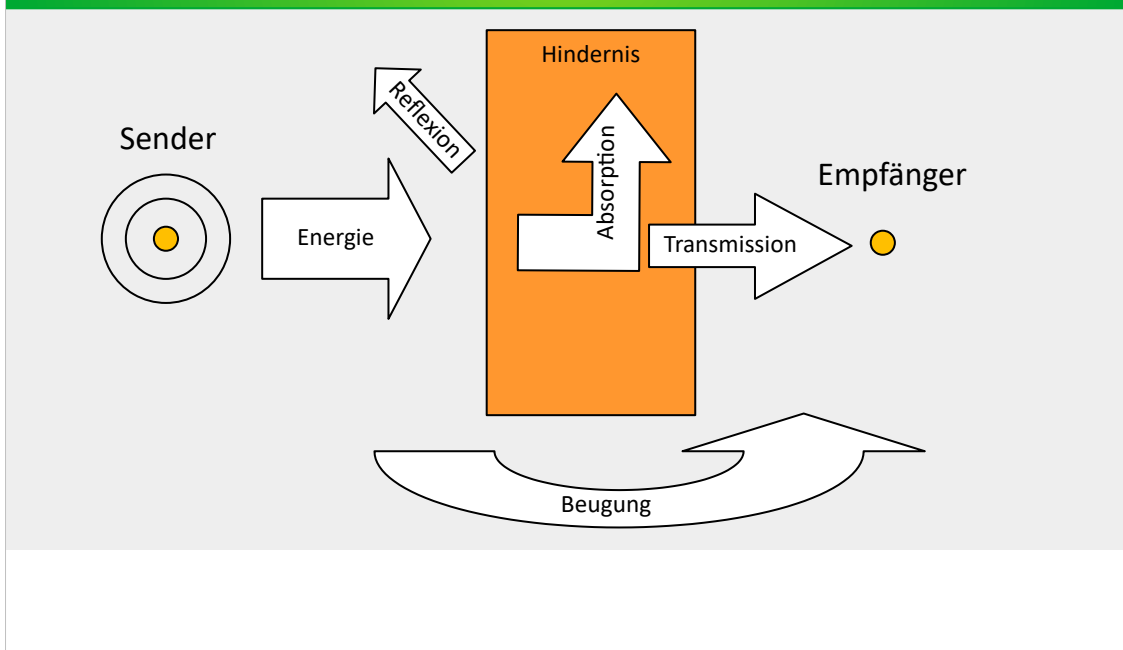 Hindernis
Reflexion
Sender
Absorption
Empfänger
Energie
Transmission
Beugung